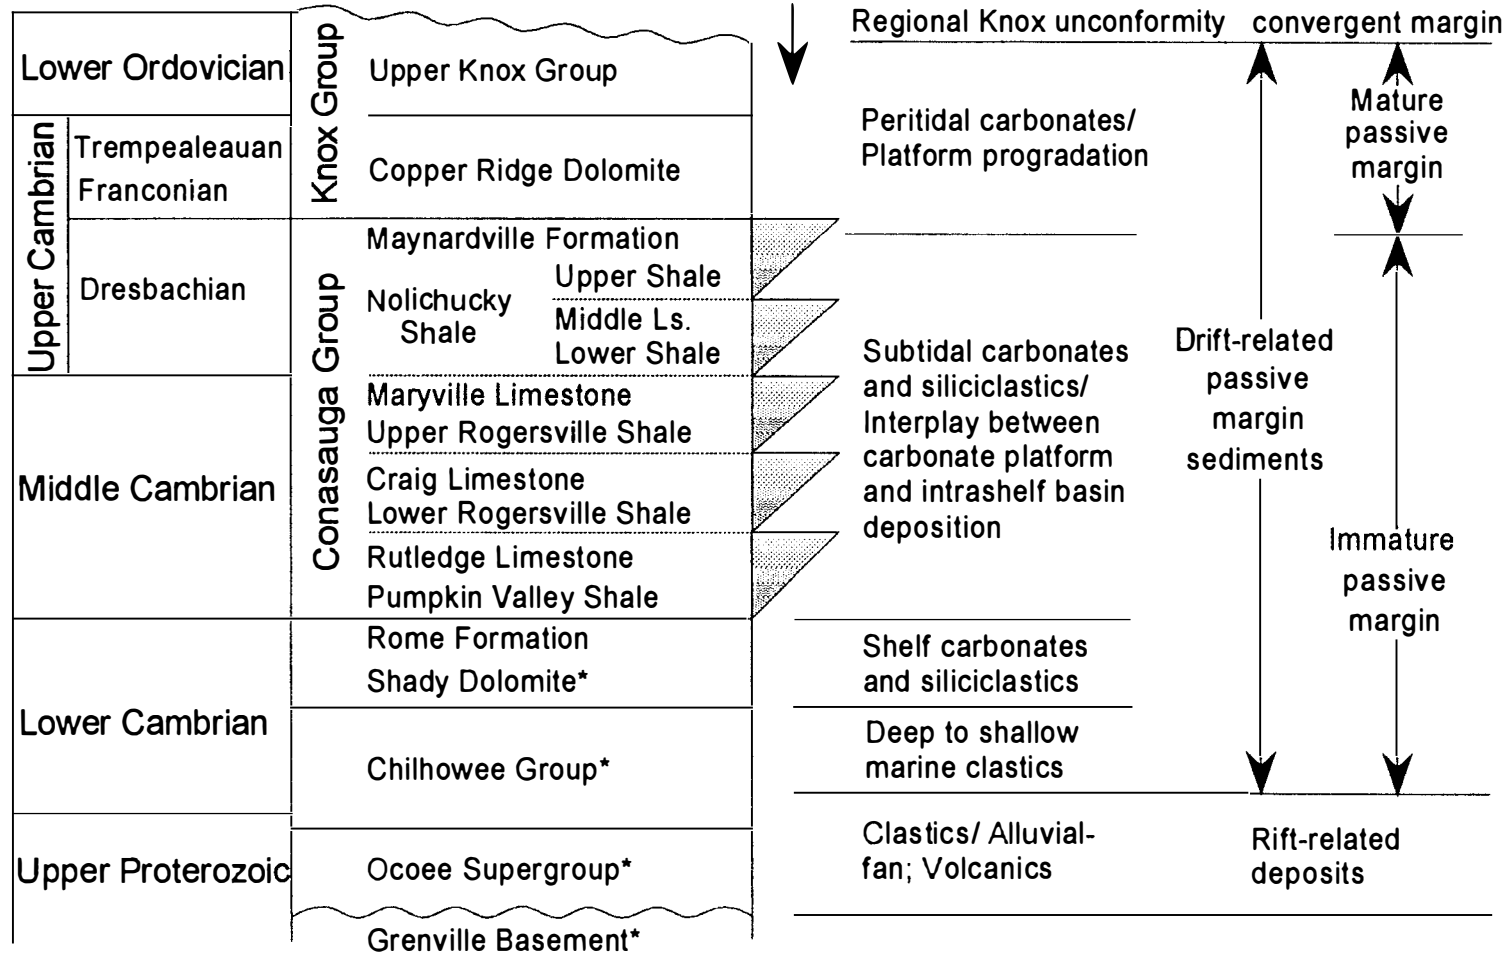 Regional Knox unconformity convergent margin
Lower Ordovician
Knox Group
Upper Knox Group
Upper Cambrian
Trempealeauan
Franconian
Copper Ridge Dolomite
Peritidal carbonates/
Platform progradation
Mature
passive
margin
Dresbachian
Conasauga Group
Maynardville Formation
Upper Shale
Nolichucky
Shale
Middle Ls.
Lower Shale
Middle Cambrian
Maryville Limestone
Upper Rogersville Shale
Craig Limestone
Lower Rogersville Shale
Rutledge Limestone
Pumpkin Valley Shale
Subtidal carbonates
and siliciclastics/
Interplay between
carbonate platform
and intrashelf basin
deposition
Drift-related
passive
margin
sediments
Immature
passive
margin
Lower Cambrian
Rome Formation
Shady Dolomite*
Shelf carbonates
and siliciclastics
Chilhowee Group*
Deep to shallow
marine clastics
Upper Proterozoic
Ocoee Supergroup*
Clastics/ Alluvial-
fan; Volcanics
Rift-related
deposits
Grenville Basement*